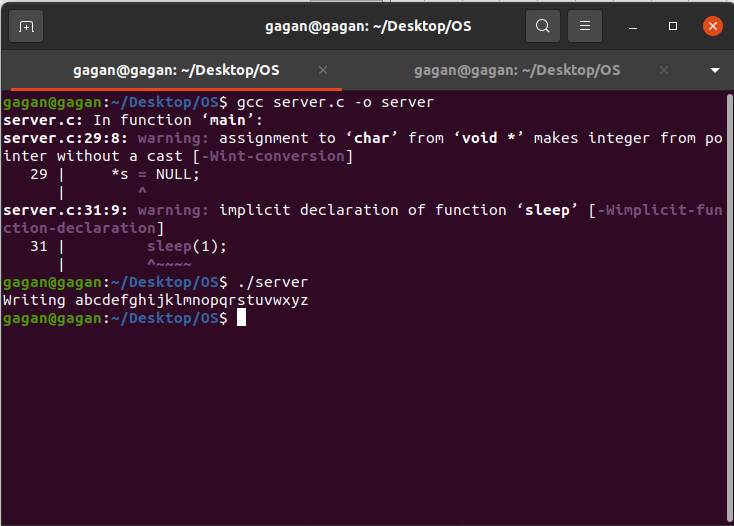 gagan@gagan: ~/Desktop/OS
gagan@gagan: ~/Desktop/OS × gagan@gagan: ~/Desktop/OS ×
gagan@gagan:~/Desktop/OS$ gcc server.c -o server
server.c: In function ‘main’:
server.c:29:8: warning: assignment to ‘char’ from ‘void *’ makes integer from po
inter without a cast [-Wint-conversion]
   29 |     *s = NULL;
      |        ^
server.c:31:9: warning: implicit declaration of function ‘sleep’ [-Wimplicit-fun
ction-declaration]
   31 |         sleep(1);
      |         ^~~~~
gagan@gagan:~/Desktop/OS$ ./server
Writing abcdefghijklmnopqrstuvwxyz
gagan@gagan:~/Desktop/OS$